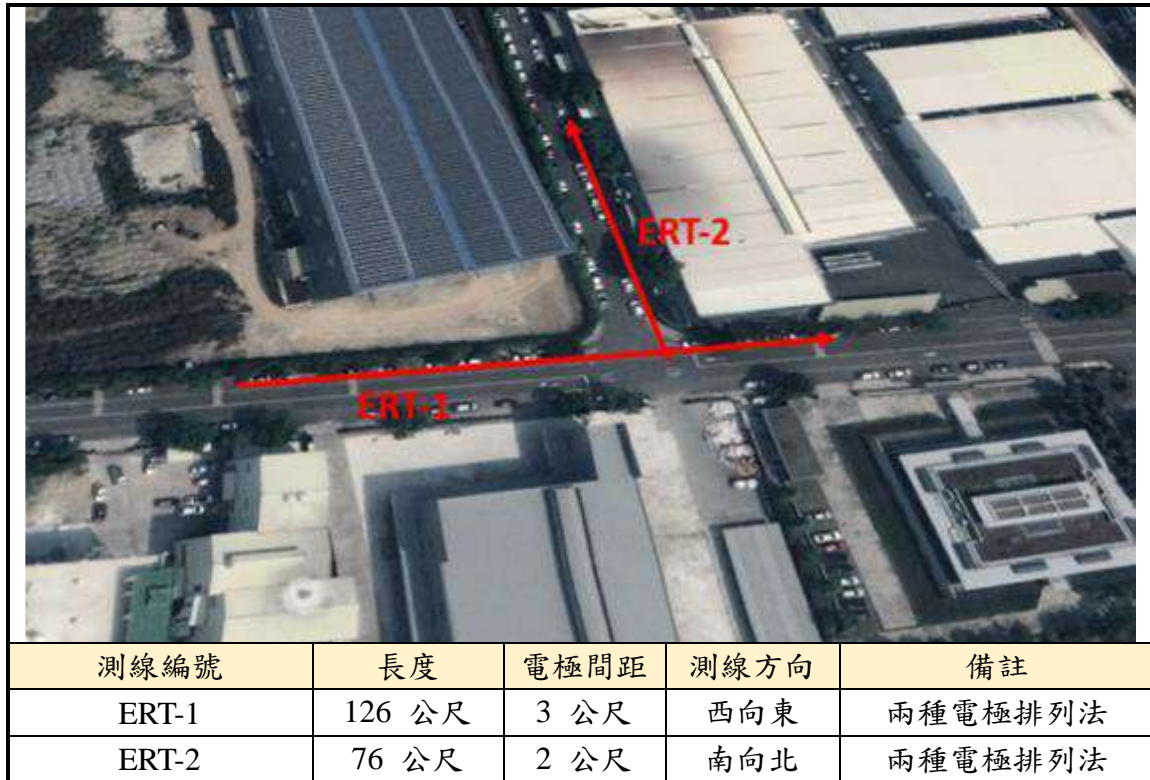 ERT-2
ERT-1
測線編號 長度 電極間距 測線方向 備註
ERT-1 126 公尺 3 公尺 西向東 兩種電極排列法
ERT-2 76 公尺 2 公尺 南向北 兩種電極排列法